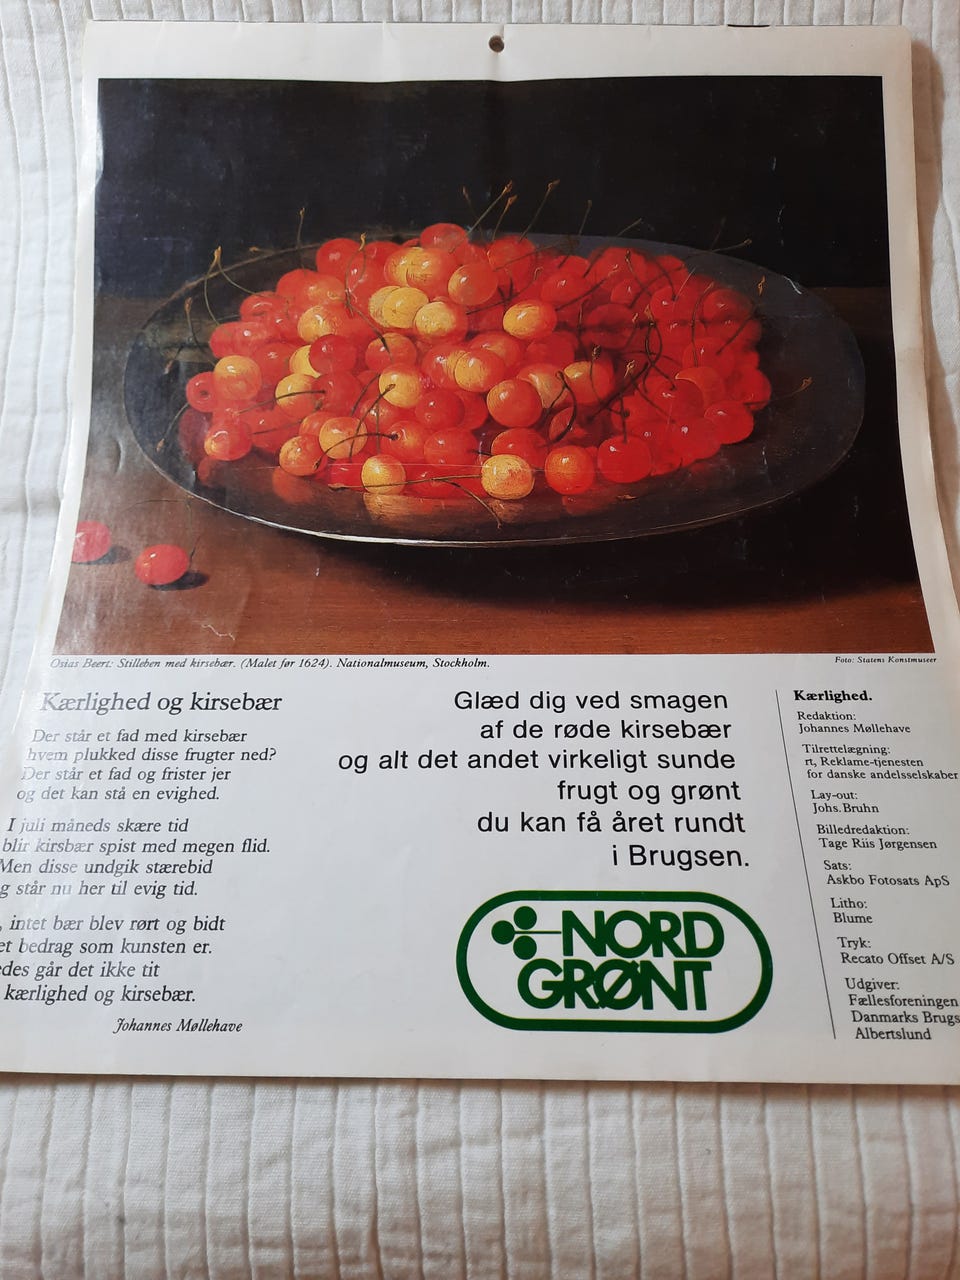 Osias Beert: Stilleben med kirsebær. (Malet før 1624). Nationalmuseum, Stockholm.
Foto: Statens Konstmuseer
Kærlighed og kirsebær
Der står et fad med kirsebær
hvem plukked disse frugter ned?
Der står et fad og frister jer
og det kan stå en evighed.
I juli måneds skære tid
blir kirsbær spist med megen flid.
Men disse undgik stærebid
g står nu her til evig tid.
, intet bær blev rørt og bidt
et bedrag som kunsten er.
edes går det ikke tit
kærlighed og kirsebær.
Johannes Møllehave
Glæd dig ved smagen
af de røde kirsebær
og alt det andet virkeligt sunde
frugt og grønt
du kan få året rundt
i Brugsen.
NORD
GRØNT
Kærlighed.
Redaktion:
Johannes Møllehave
Tilrettelægning:
rt, Reklame-tjenesten
for danske andelsselskaber
Lay-out:
Johs. Bruhn
Billedredaktion:
Tage Riis Jørgensen
Sats:
Askbo Fotosats ApS
Litho:
Blume
Tryk:
Recato Offset A/S
Udgiver:
Fællesforeningen
Danmarks Brugs
Albertslund